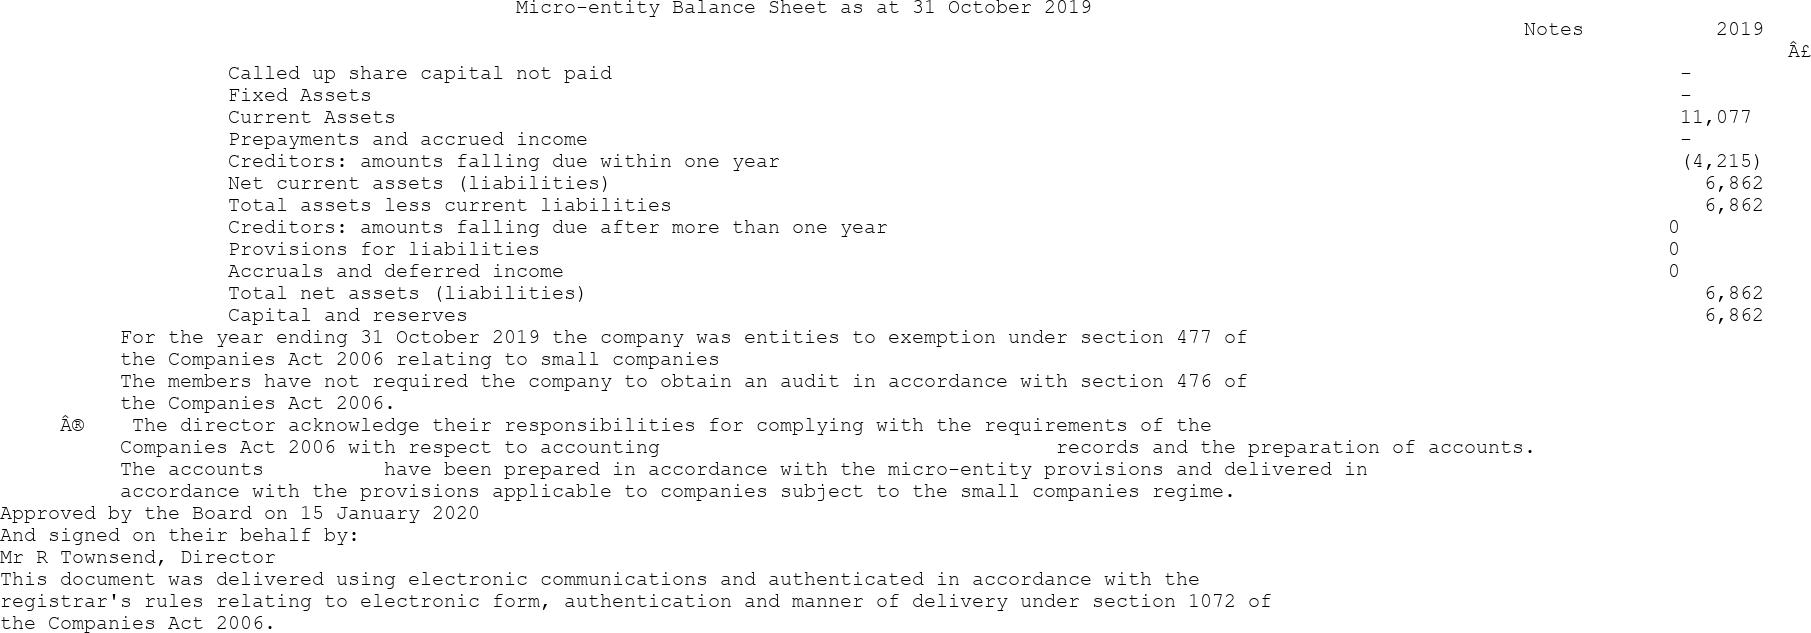 Micro-entity Balance Sheet as at 31 October 2019
Notes 2019
Â£
Called up share capital not paid -
Fixed Assets -
Current Assets 11,077
Prepayments and accrued income -
Creditors: amounts falling due within one year (4,215)
Net current assets (liabilities) 6,862
Total assets less current liabilities 6,862
Creditors: amounts falling due after more than one year 0
Provisions for liabilities 0
Accruals and deferred income 0
Total net assets (liabilities) 6,862
Capital and reserves 6,862
For the year ending 31 October 2019 the company was entities to exemption under section 477 of
the Companies Act 2006 relating to small companies
The members have not required the company to obtain an audit in accordance with section 476 of
the Companies Act 2006.
Â® The director acknowledge their responsibilities for complying with the requirements of the
Companies Act 2006 with respect to accounting records and the preparation of accounts.
The accounts have been prepared in accordance with the micro-entity provisions and delivered in
accordance with the provisions applicable to companies subject to the small companies regime.
Approved by the Board on 15 January 2020
And signed on their behalf by:
Mr R Townsend, Director
This document was delivered using electronic communications and authenticated in accordance with the
registrar's rules relating to electronic form, authentication and manner of delivery under section 1072 of
the Companies Act 2006.